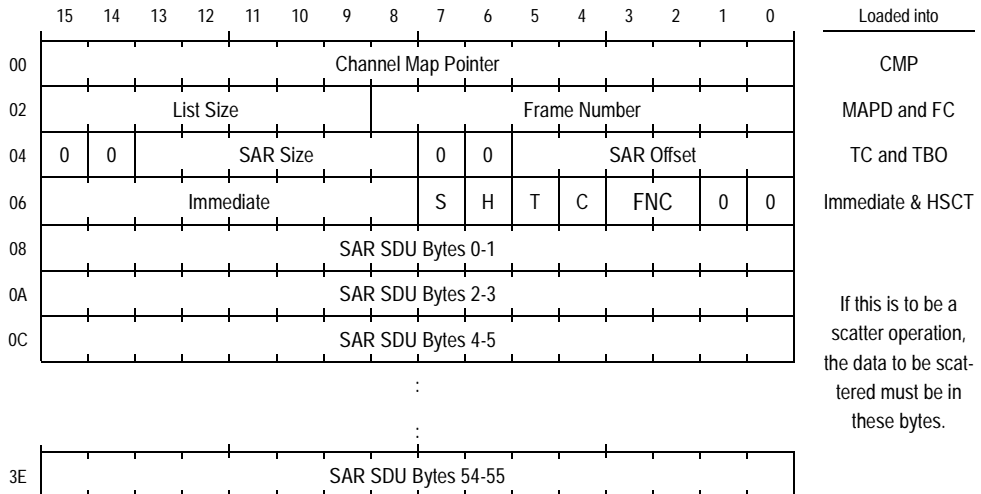 15 14 13 12 11 10 9 8 7 6 5 4 3 2 1 0 Loaded into
00 Channel Map Pointer CMP
02 List Size Frame Number MAPD and FC
04 0 0 SAR Size 0 0 SAR Offset TC and TBO
06 Immediate S H T C FNC 0 0 Immediate & HSCT
08 SAR SDU Bytes 0-1
0A SAR SDU Bytes 2-3
0C SAR SDU Bytes 4-5
If this is to be a
scatter operation,
the data to be scat-
tered must be in
these bytes.
:
:
3E SAR SDU Bytes 54-55